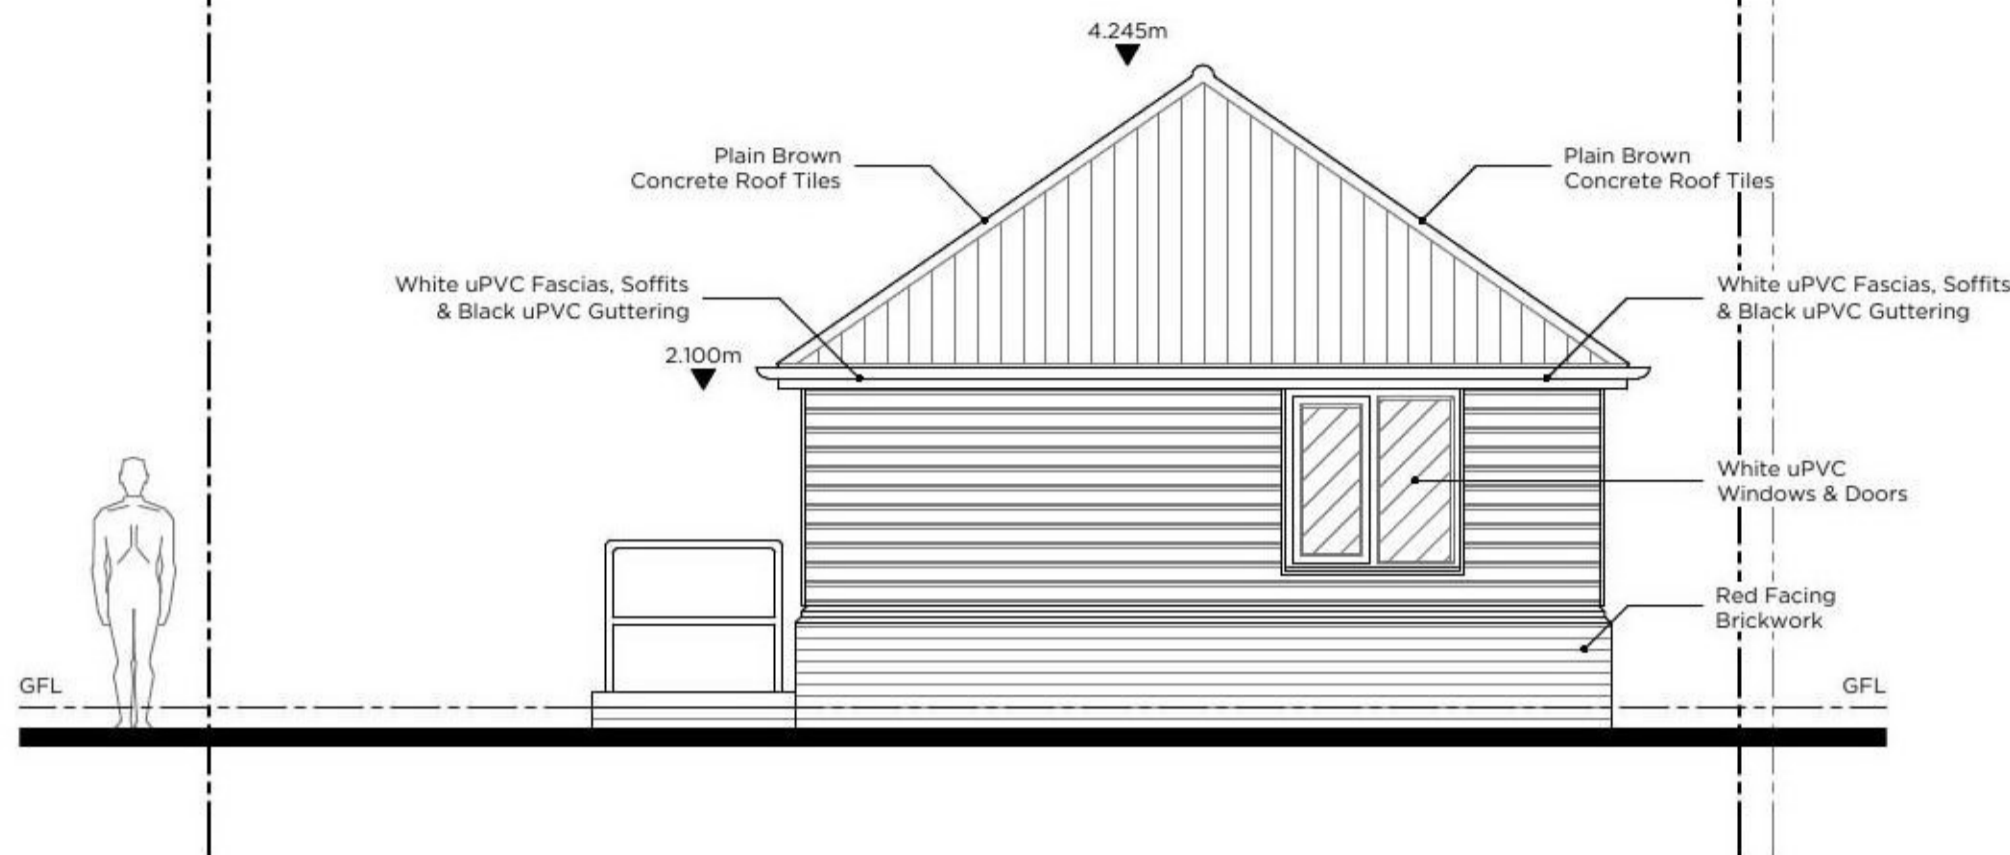 4.245m
Plain Brown
Concrete Roof Tiles
Plain Brown
Concrete Roof Tiles
White uPVC Fascias, Soffits
& Black uPVC Guttering
White uPVC Fascias, Soffits
& Black uPVC Guttering
2.100m
White uPVC
Windows & Doors
Red Facing
Brickwork
GFL
GFL